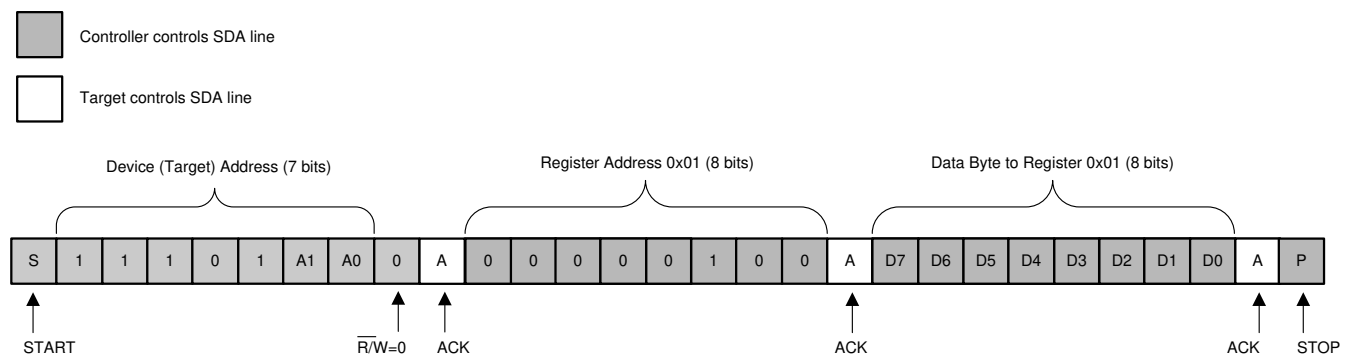 Controller controls SDA line
Target controls SDA line
Device (Target) Address (7 bits) Register Address 0x01 (8 bits) Data Byte to Register 0x01 (8 bits)
S 1 1 1 0 1 A1 A0 0 A 0 0 0 0 0 1 0 0 A D7 D6 D5 D4 D3 D2 D1 D0 A P
START R̅/W=0 ACK ACK ACK STOP